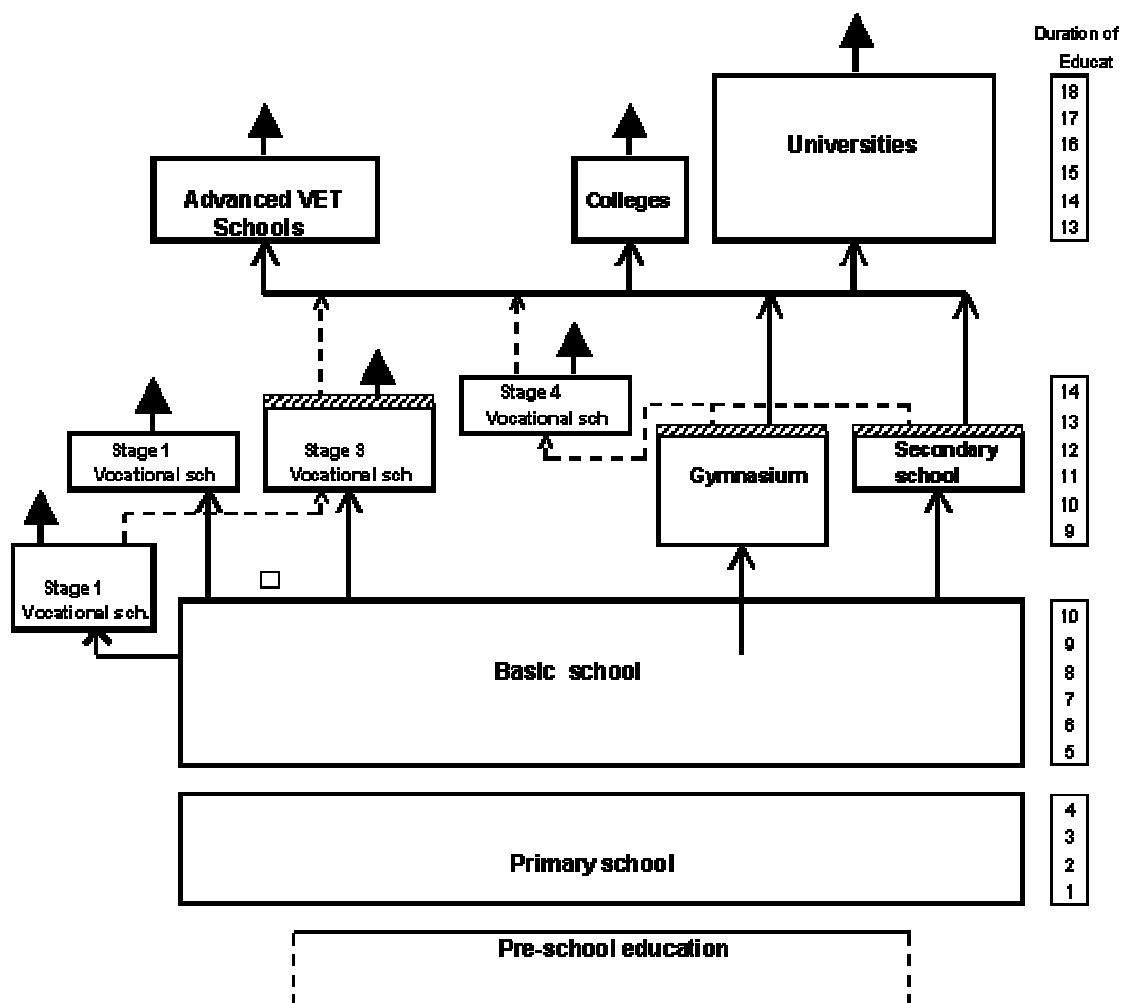 Duration of
Educat
18
17
16
15
14
13
Universities
Advanced VET
Schools
Colleges
Stage 4
Vocational sch
Stage 1
Vocational sch
Stage 3
Vocational sch
Gymnasium
Secondary
school
14
13
12
11
10
9
Stage 1
Vocational sch.
Basic school
10
9
8
7
6
5
Primary school
4
3
2
1
Pre-school education